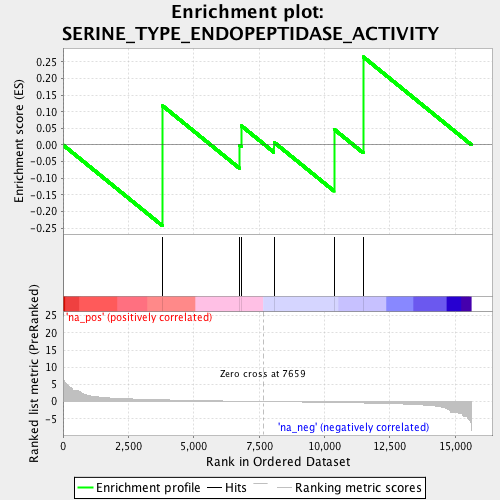 Enrichment plot:
SERINE_TYPE_ENDOPEPTIDASE_ACTIVITY
Enrichment score (ES)
0.25
0.20
0.15
0.10
0.05
0.00
-0.05
-0.10
-0.15
-0.20
-0.25
'na_pos' (positively correlated)
Ranked list metric (PreRanked)
25
20
15
10
5
0
-5
Zero cross at 7659
'na_neg' (negatively correlated)
0
2,500
5,000
7,500
10,000
12,500
15,000
Rank in Ordered Dataset
Enrichment profile
Hits
Ranking metric scores